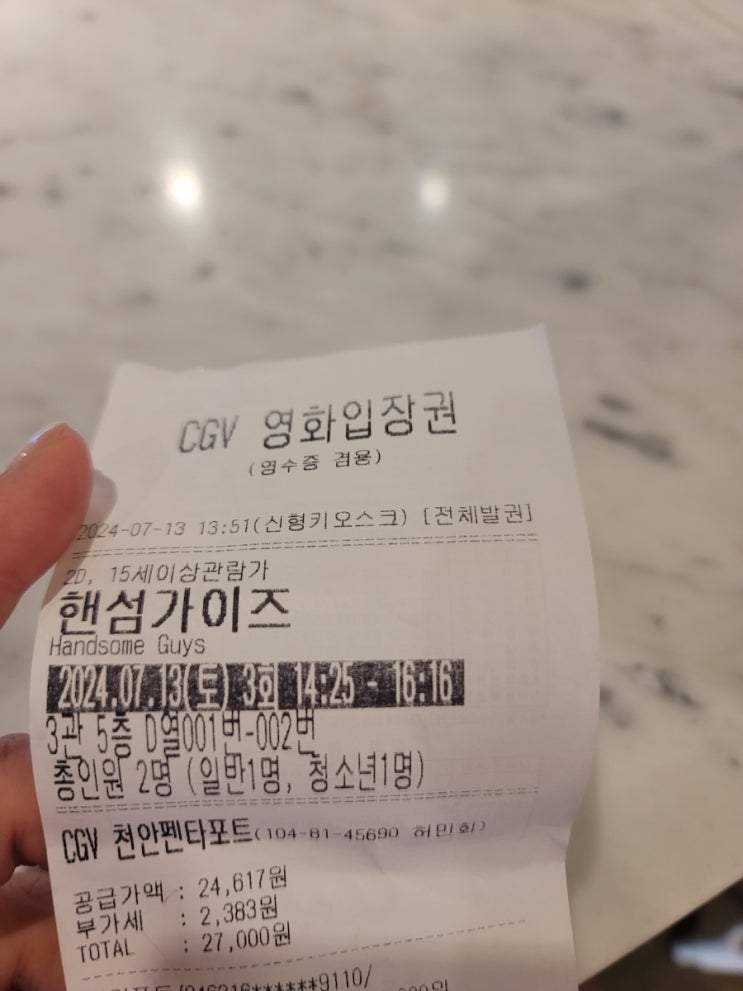 CGV 영화입장권
(영수증 겸용)
2024-07-13 13:51(신형키오스크) [전체발권]
2D, 15세이상관람가
핸섬가이즈
Handsome Guys
2024.07.13(토) 3회 14:25 - 16:16
3관 5층 D열001번-002번
총인원 2명 (일반1명, 청소년1명)
CGV 천안펜타포트(104-81-45690 허민회)
공급가액 : 24,617원
부가세 : 2,383원
TOTAL : 27,000원